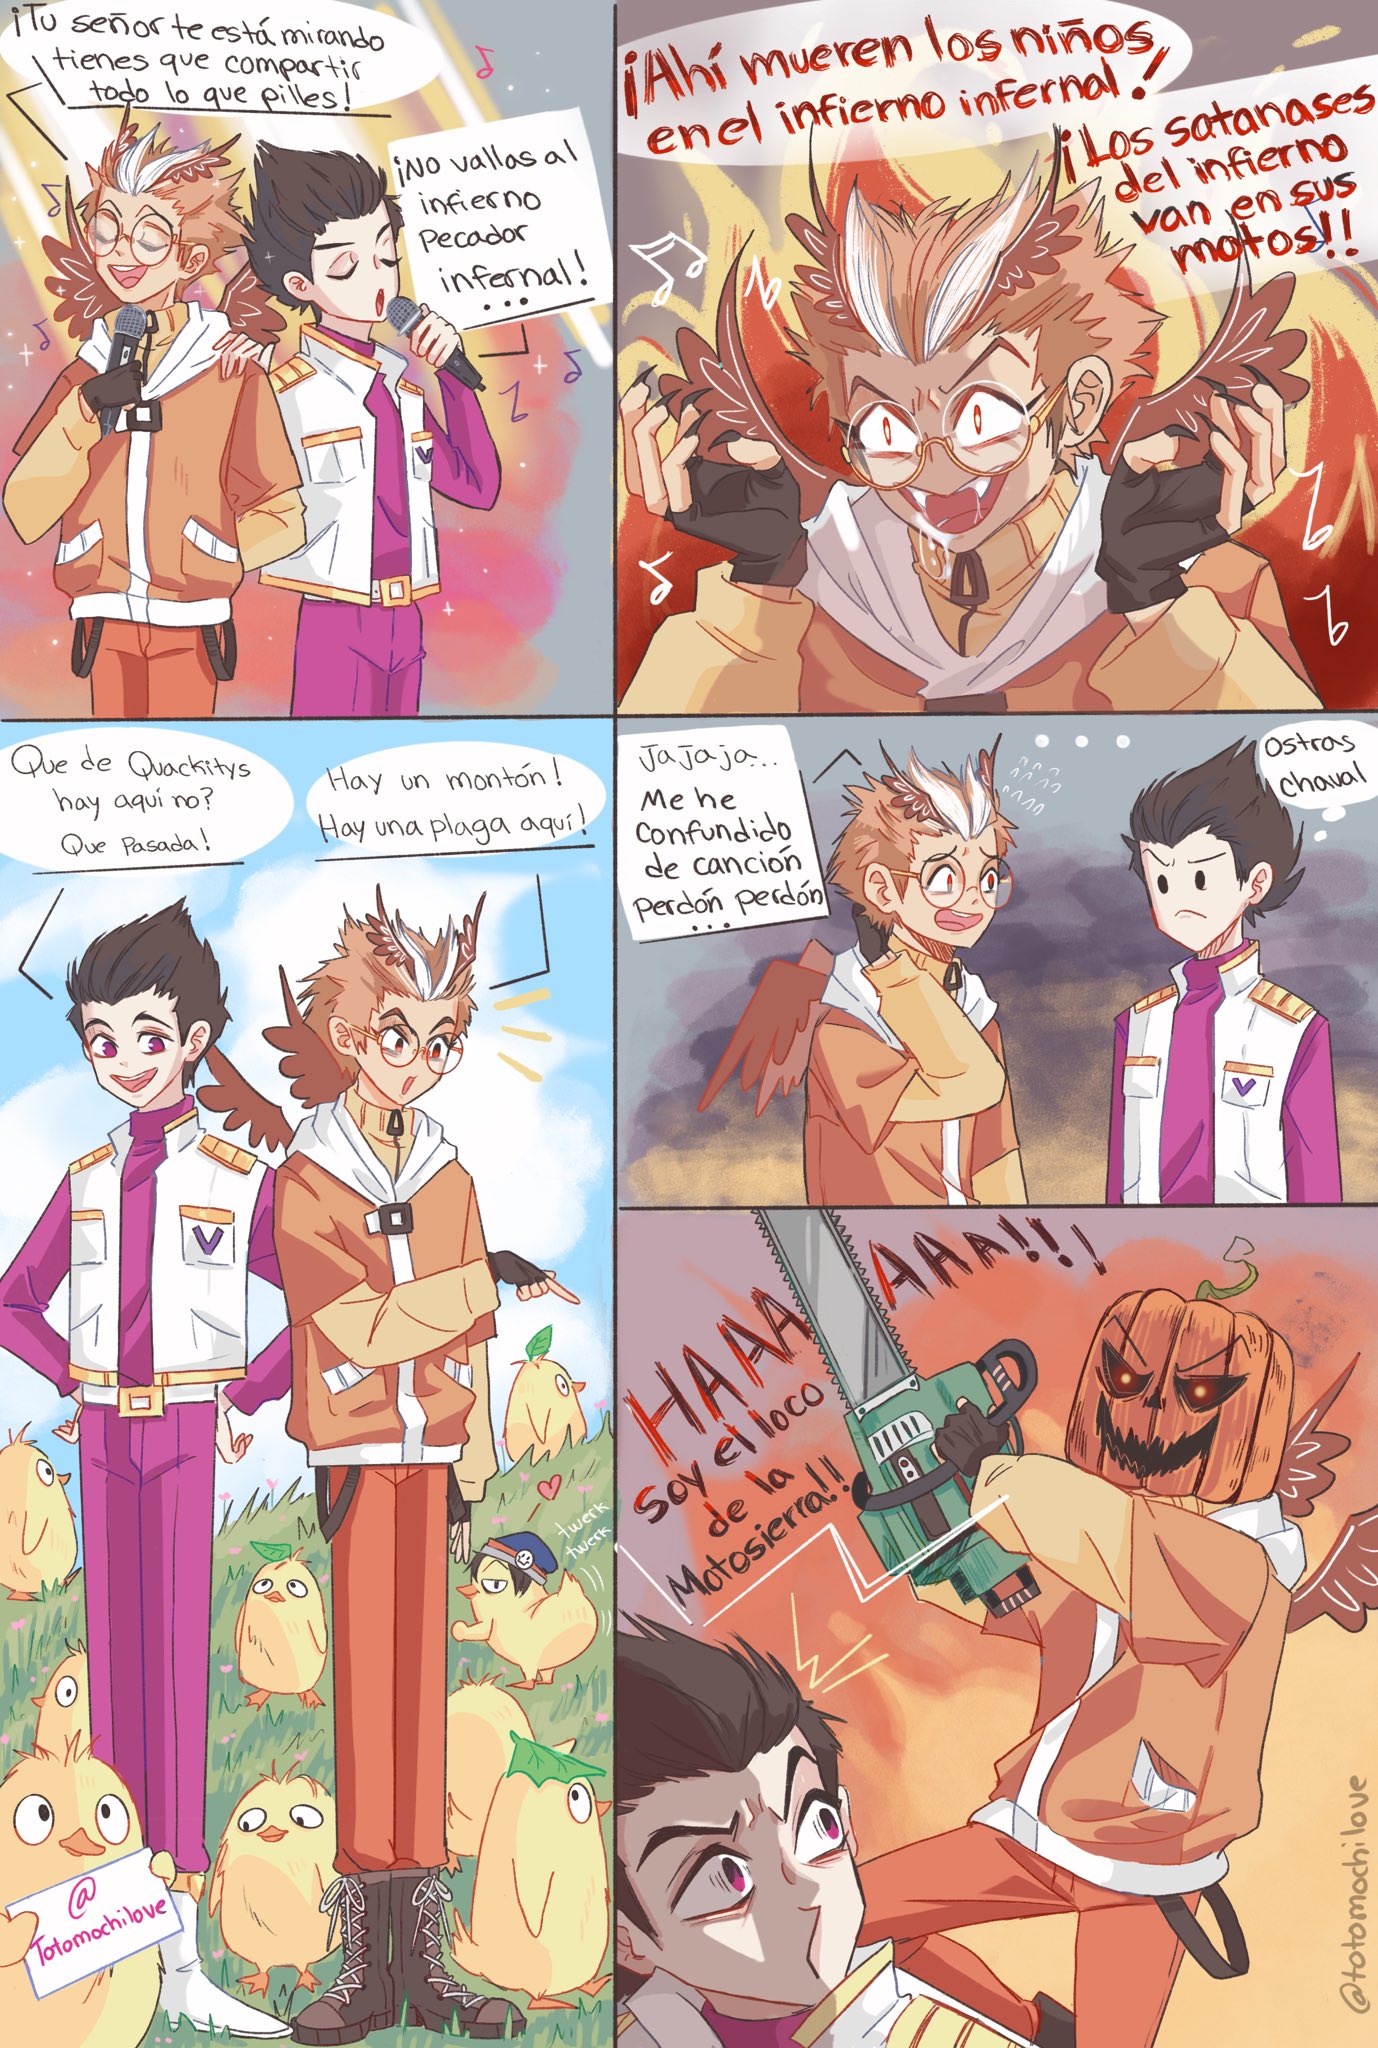 ¡Tu señor te está mirando
tienes que compartir
todo lo que pilles!
¡No vallas al
infierno
pecador
infernal!
...
¡Ahí mueren los niños
en el infierno infernal!
¡Los satanases
del infierno
van en sus
motos!!
Que de Quackitys
hay aquí no?
Que Pasada!
Hay un montón!
Hay una plaga aquí!
twerk
twerk
@
Totomochilove
JaJaja...
Me he
confundido
de canción
perdón perdón
...
Ostras
chaval
HAAA AAA!!!
soy el loco
de la
Motosierra!!!
@totomochilove